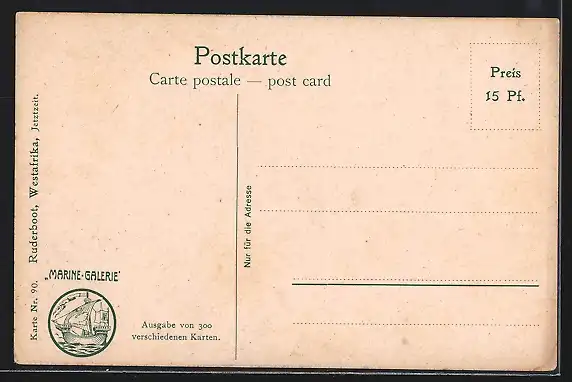 Postkarte
Carte postale — post card
Preis
15 Pf.
Karte Nr. 90. Ruderboot, Westafrika, Jetztzeit.
Nur für die Adresse
„MARINE-GALERIE“
Ausgabe von 300
verschiedenen Karten.